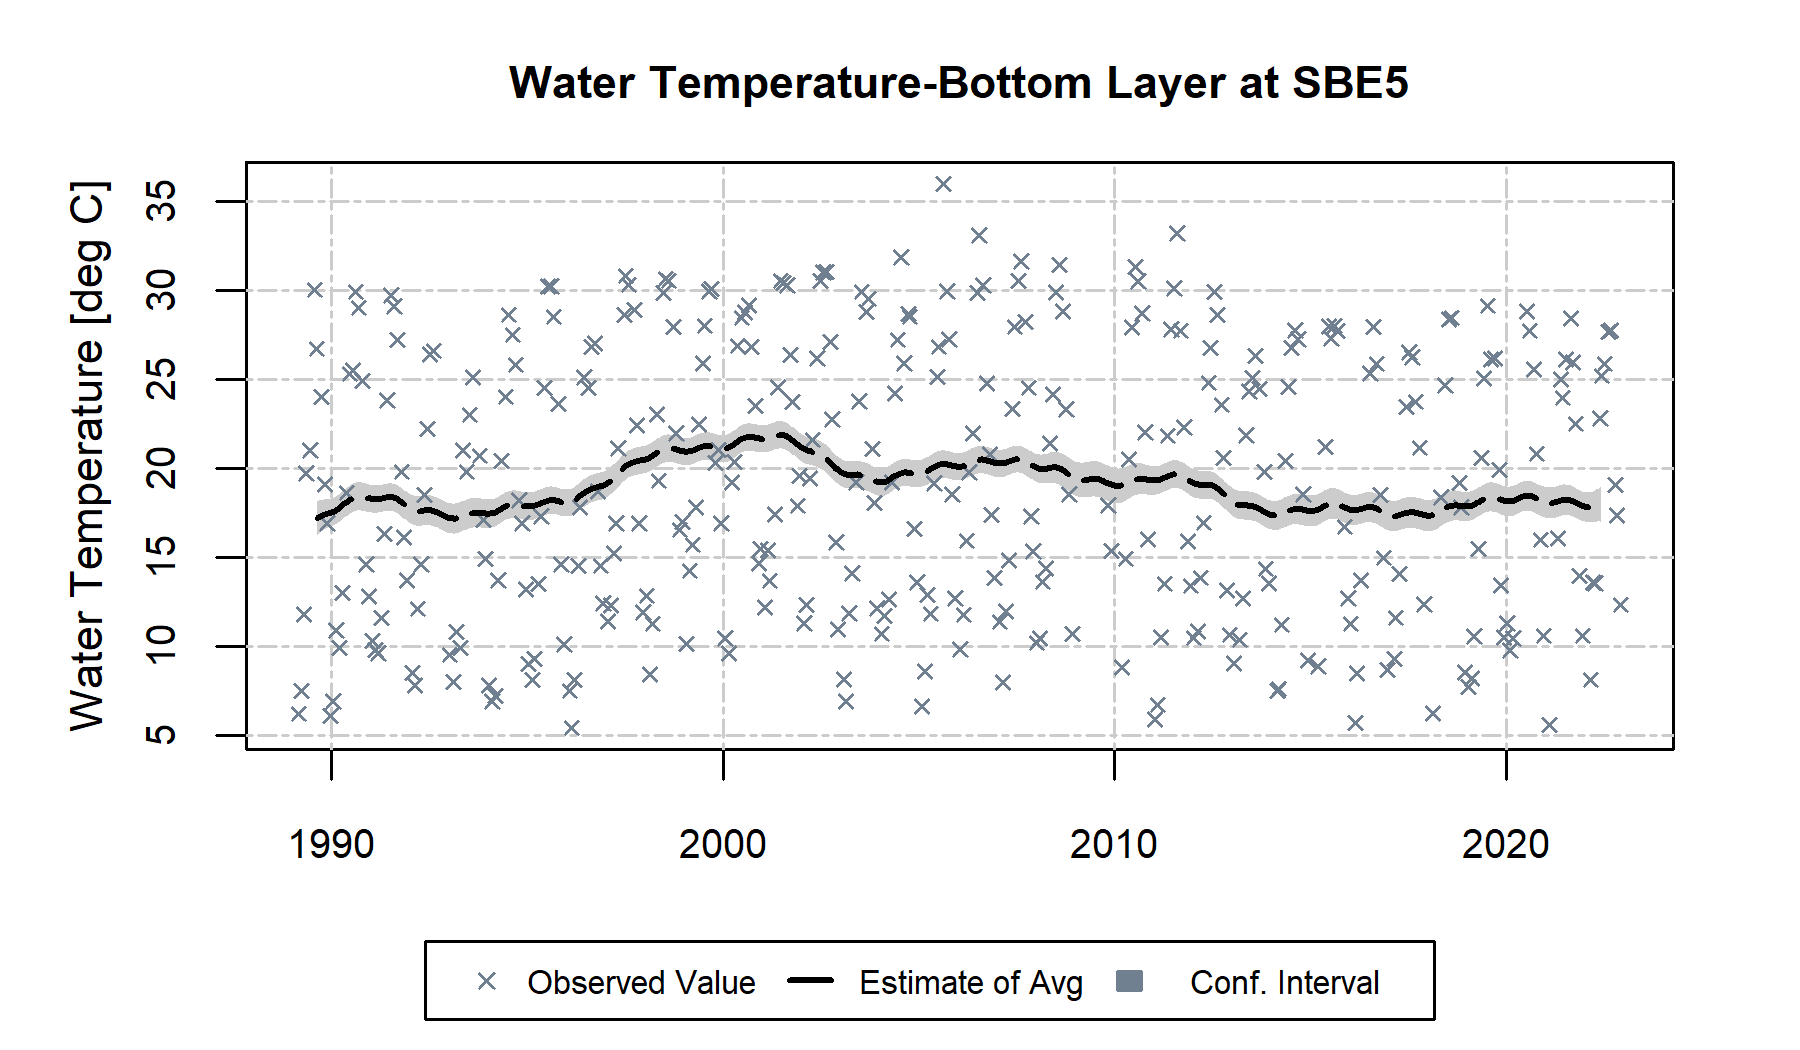 Water Temperature-Bottom Layer at SBE5
Water Temperature [deg C]
35
30
25
20
15
10
5
1990 2000 2010 2020
Observed Value Estimate of Avg Conf. Interval